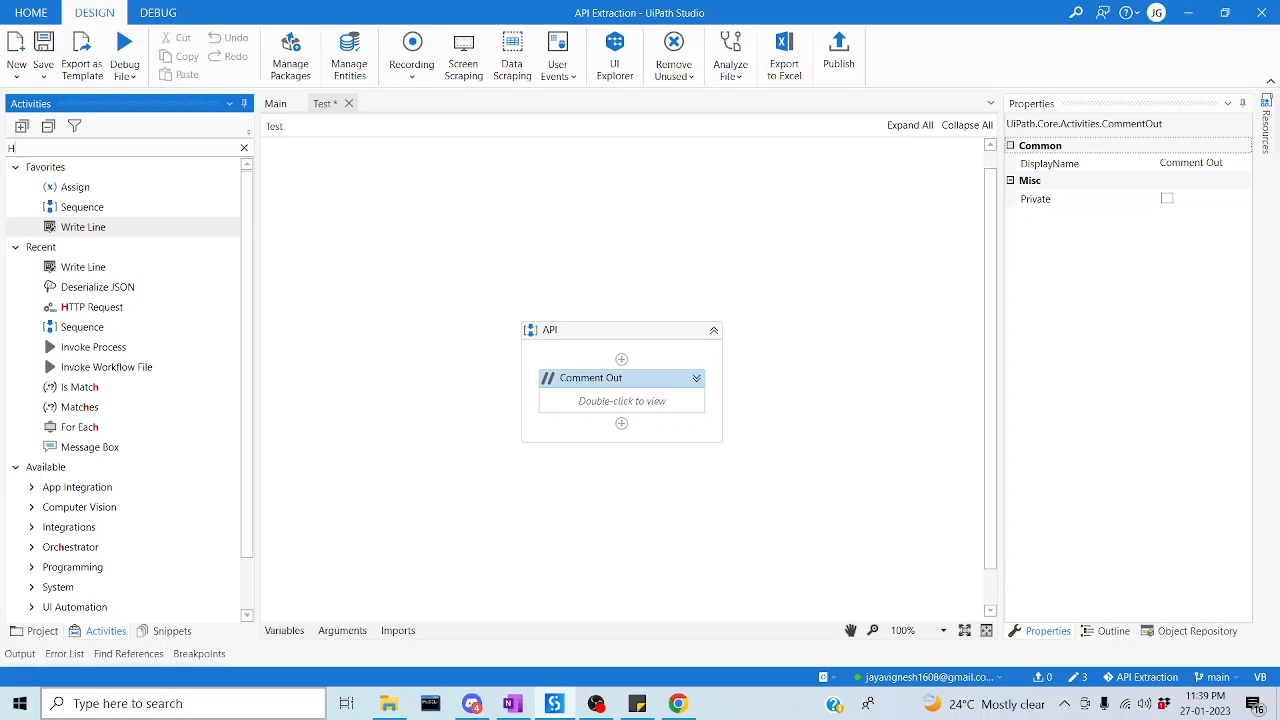 HOME DESIGN DEBUG API Extraction - UiPath Studio JG
New Save Export as Template Debug File Cut Copy Paste Undo Redo Manage Packages Manage Entities Recording Screen Scraping Data Scraping User Events UI Explorer Remove Unused Analyze File Export to Excel Publish
Activities
H
Favorites
Assign
Sequence
Write Line
Recent
Write Line
Deserialize JSON
HTTP Request
Sequence
Invoke Process
Invoke Workflow File
Is Match
Matches
For Each
Message Box
Available
App Integration
Computer Vision
Integrations
Orchestrator
Programming
System
UI Automation
Project Activities Snippets
Main Test *
Test Expand All Collapse All
API
Comment Out
Double-click to view
Variables Arguments Imports 100%
Properties
UiPath.Core.Activities.CommentOut
Common
DisplayName Comment Out
Misc
Private
Resources
Properties Outline Object Repository
Output Error List Find References Breakpoints
jayavignesh1608@gmail.co... 0 3 API Extraction main VB
Type here to search 4 24°C Mostly clear 11:39 PM
27-01-2023 16